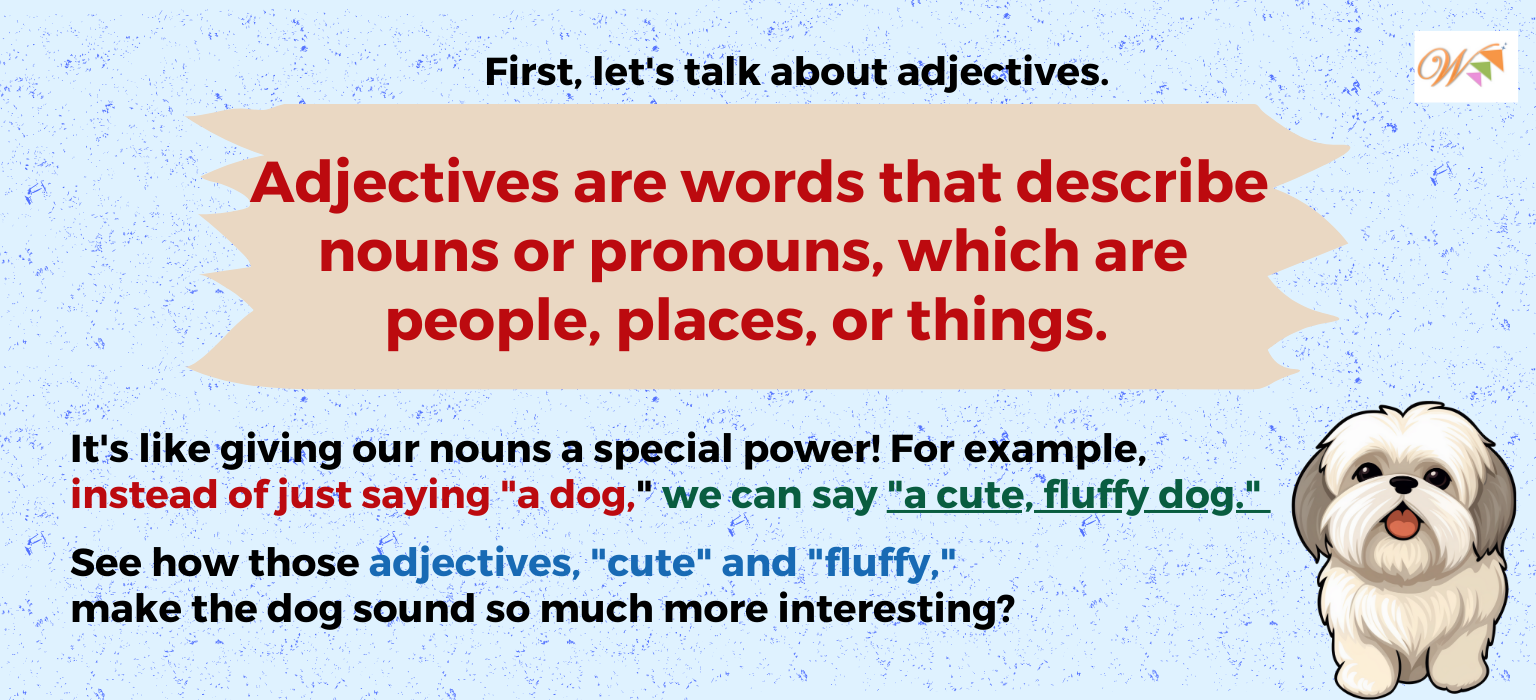 First, let's talk about adjectives.
W
Adjectives are words that describe
nouns or pronouns, which are
people, places, or things.
It's like giving our nouns a special power! For example,
instead of just saying "a dog," we can say "a cute, fluffy dog."
See how those adjectives, "cute" and "fluffy,"
make the dog sound so much more interesting?